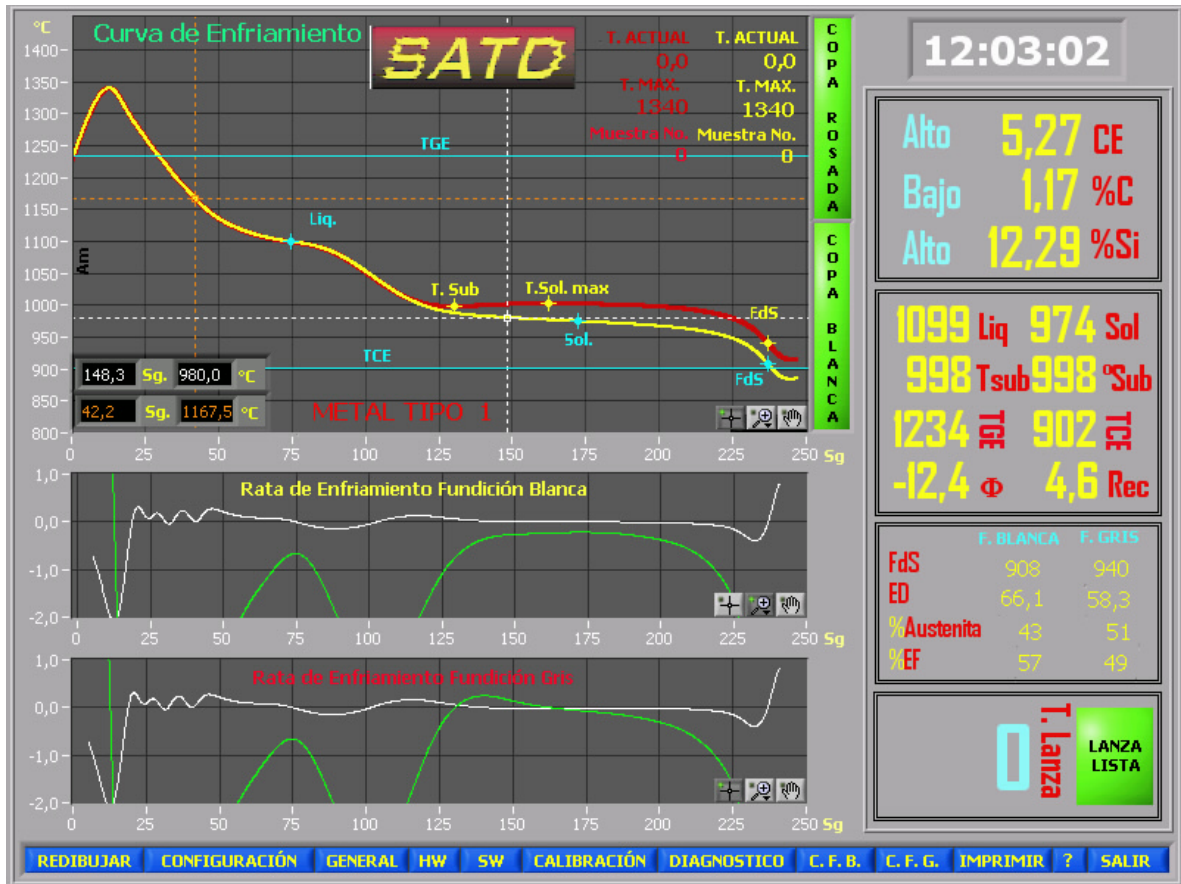 °C
Curva de Enfriamiento
SATD
T. ACTUAL T. ACTUAL
0,0 0,0
T. MAX. T. MAX.
1340 1340
Muestra No. Muestra No.
0 0
1400
1350
1300
1250
1200
1150
1100
1050
1000
950
900
850
800
TGE
Liq.
Am
T. Sub T.Sol. max
FdS
Sol.
TCE
FdS
148,3 Sg. 980,0 °C
42,2 Sg. 1167,5 °C
METAL TIPO 1
0 25 50 75 100 125 150 175 200 225 250 Sg
COPA ROSADA
COPA BLANCA
1,0
0,0
-1,0
-2,0
Rata de Enfriamiento Fundición Blanca
0 25 50 75 100 125 150 175 200 225 250 Sg
1,0
0,0
-1,0
-2,0
Rata de Enfriamiento Fundición Gris
0 25 50 75 100 125 150 175 200 225 250 Sg
12:03:02
Alto 5,27 CE
Bajo 1,17 %C
Alto 12,29 %Si
1099 Liq 974 Sol
998 Tsub 998 °Sub
1234 TGE 902 TCE
-12,4 Φ 4,6 Rec
F. BLANCA F. GRIS
FdS 908 940
ED 66,1 58,3
%Austenita 43 51
%EF 57 49
0 T. Lanza
LANZA
LISTA
REDIBUJAR CONFIGURACIÓN GENERAL HW SW CALIBRACIÓN DIAGNOSTICO C. F. B. C. F. G. IMPRIMIR ? SALIR